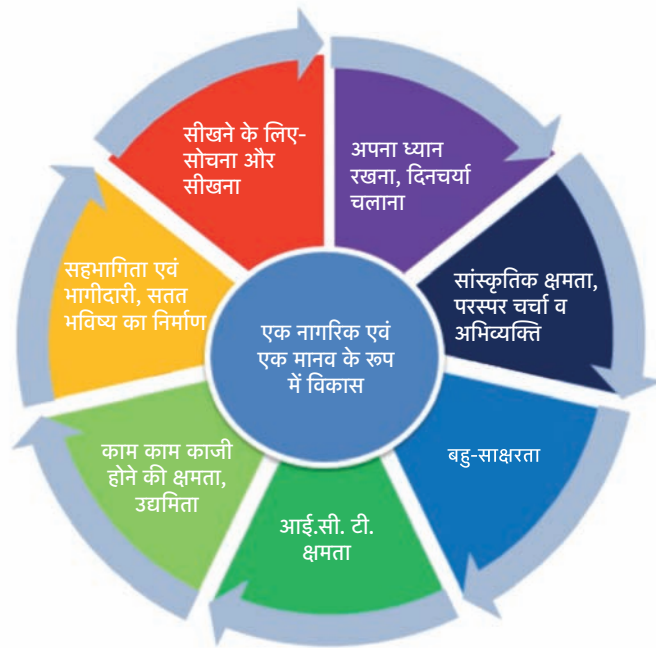 सीखने के लिए-
सोचना और
सीखना
अपना ध्यान
रखना, दिनचर्या
चलाना
सांस्कृतिक क्षमता,
परस्पर चर्चा व
अभिव्यक्ति
बहु-साक्षरता
आई.सी. टी.
क्षमता
काम काम काजी
होने की क्षमता,
उद्यमिता
सहभागिता एवं
भागीदारी, सतत
भविष्य का निर्माण
एक नागरिक एवं
एक मानव के रूप
में विकास